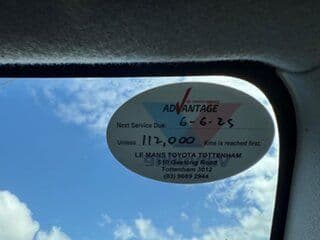 ADVANTAGE
Next Service Due: 6-6-25
Unless 112,000 Kms is reached first.
LE MANS TOYOTA TOTTENHAM
Geelong Road
Tottenham 3012
(03) 9689 2944